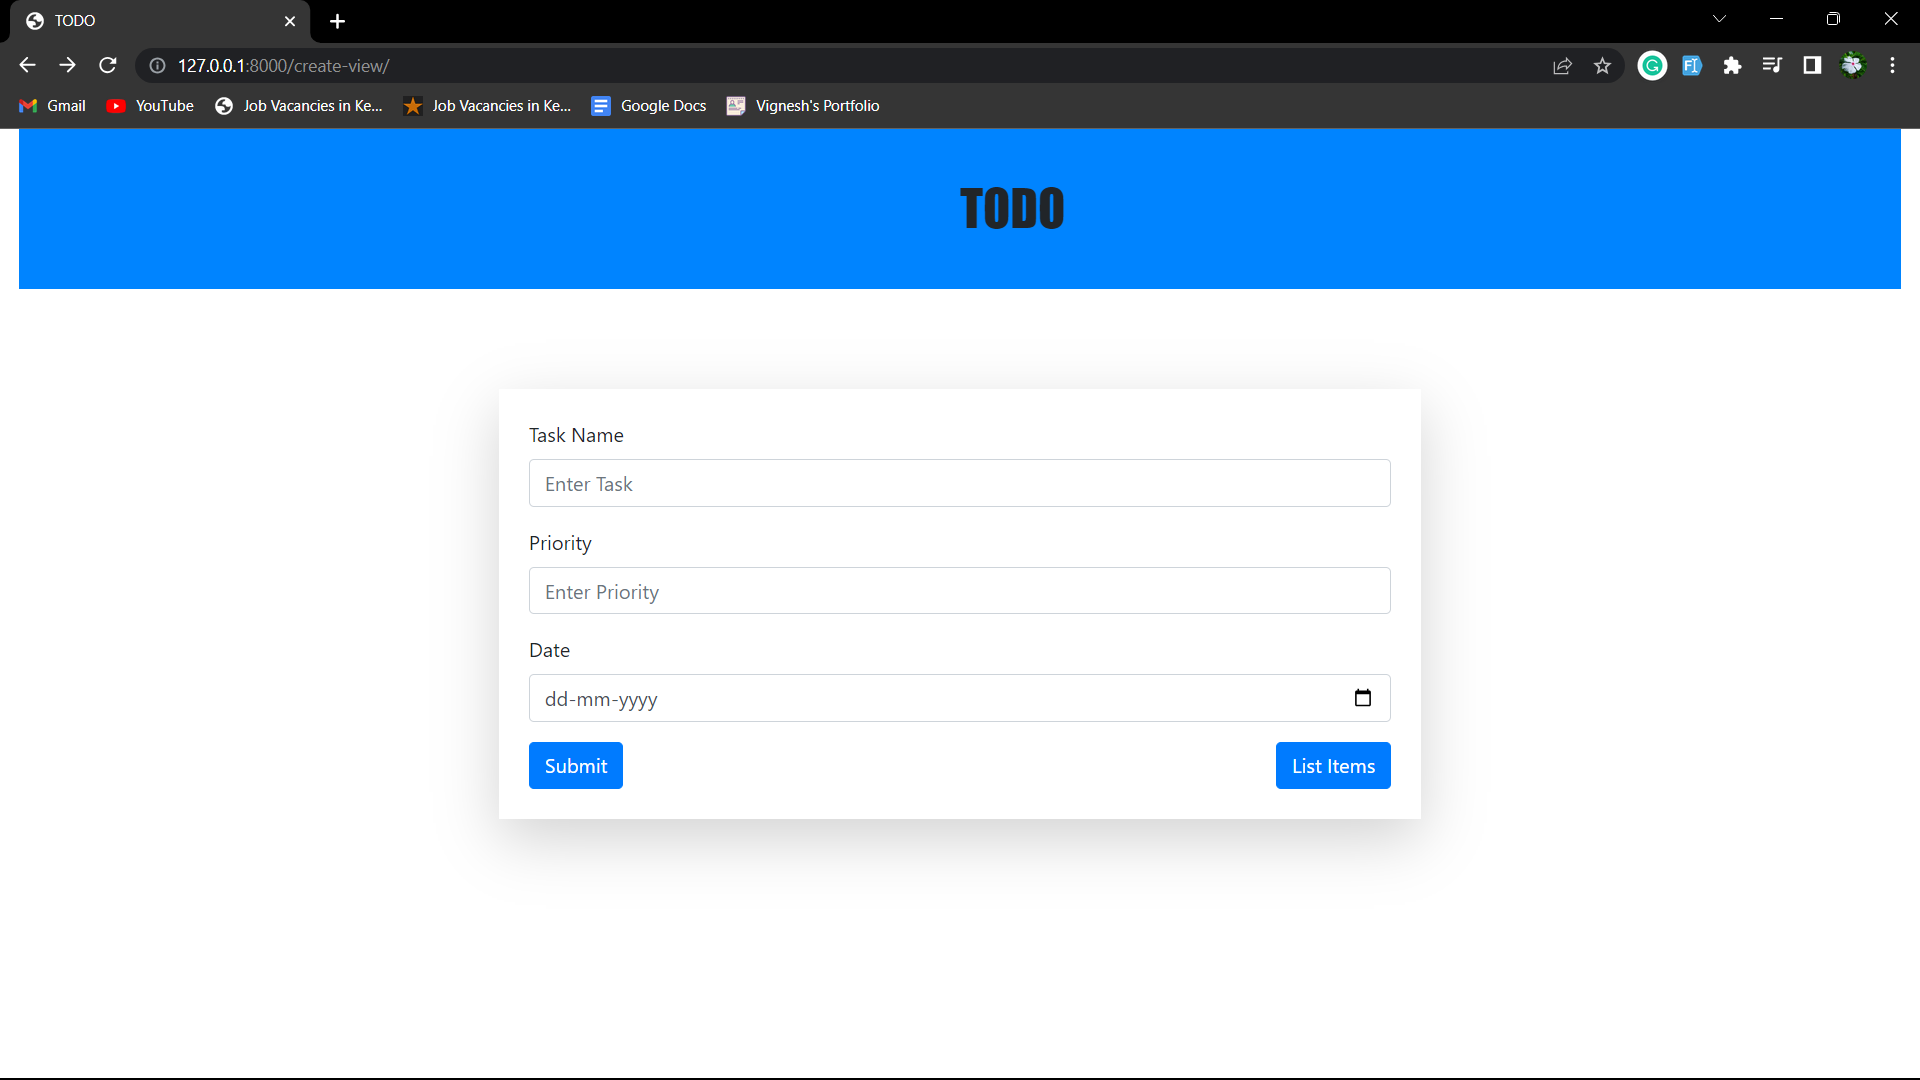 TODO
127.0.0.1:8000/create-view/
Gmail YouTube Job Vacancies in Ke... Job Vacancies in Ke... Google Docs Vignesh's Portfolio
TODO
Task Name
Enter Task
Priority
Enter Priority
Date
dd-mm-yyyy
Submit List Items